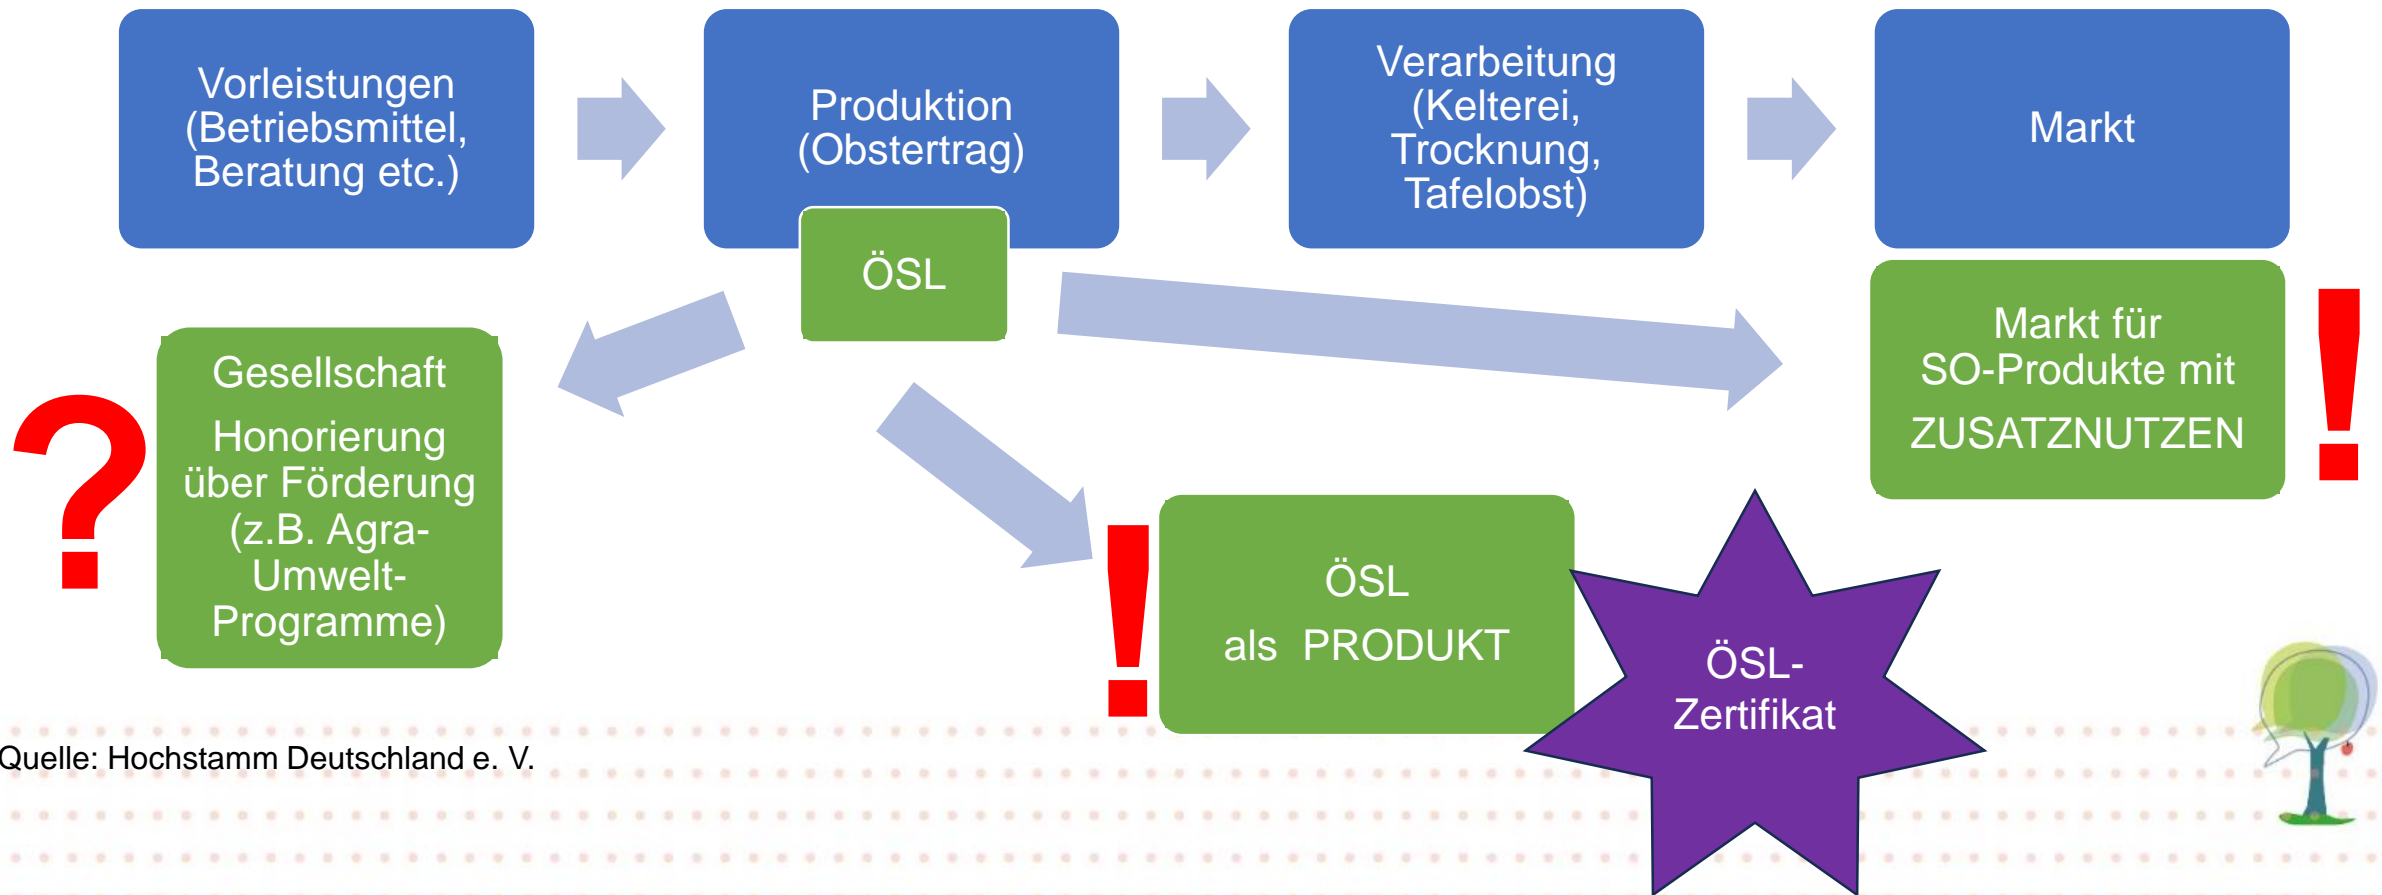 Vorleistungen
(Betriebsmittel,
Beratung etc.)
Produktion
(Obstertrag)
Verarbeitung
(Kelterei,
Trocknung,
Tafelobst)
Markt
ÖSL
Gesellschaft
Honorierung
über Förderung
(z.B. Agra-
Umwelt-
Programme)
?
!
ÖSL
als PRODUKT
ÖSL-
Zertifikat
Markt für
SO-Produkte mit
ZUSATZNUTZEN
!
Quelle: Hochstamm Deutschland e. V.